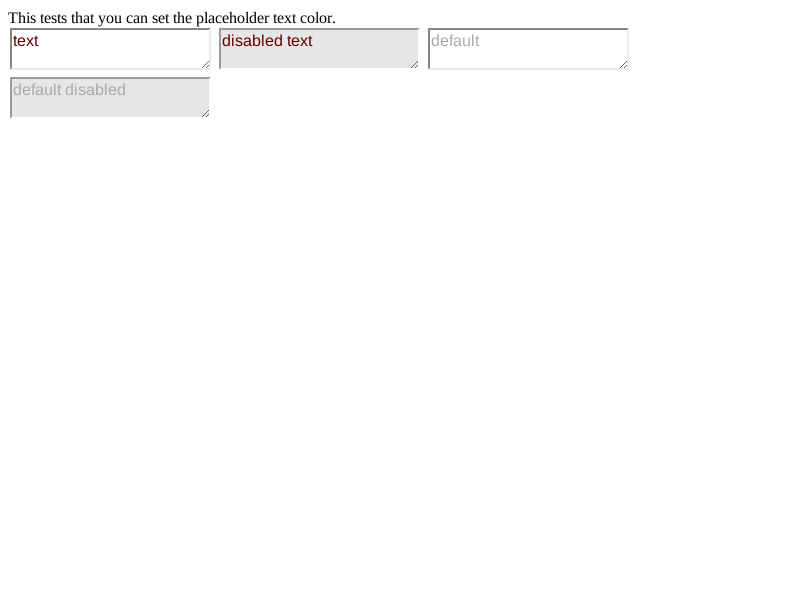 This tests that you can set the placeholder text color.
text disabled text default
default disabled